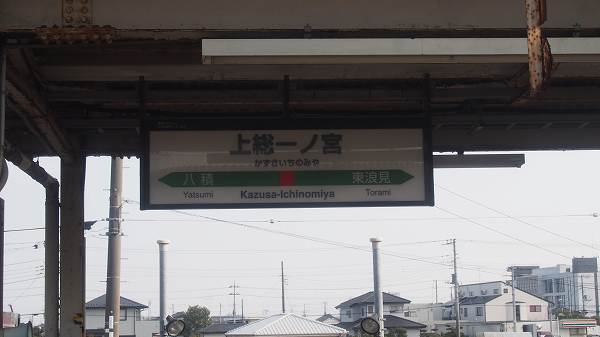 上総一ノ宮
かずさいちのみや
八積 東浪見
Yatsumi Kazusa-Ichinomiya Torami